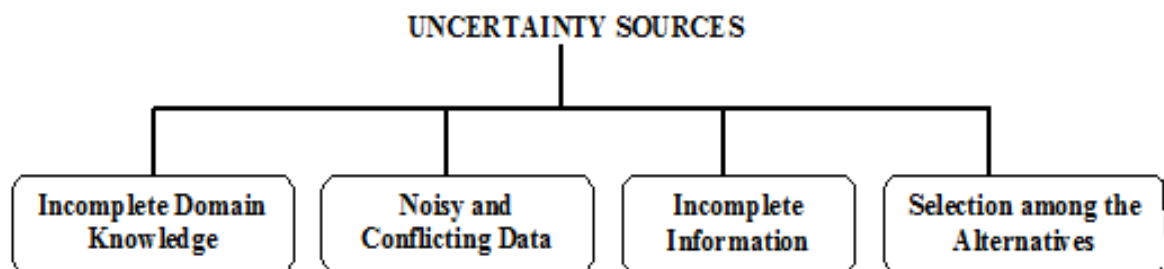 UNCERTAINTY SOURCES
Incomplete Domain
Knowledge
Noisy and
Conflicting Data
Incomplete
Information
Selection among the
Alternatives